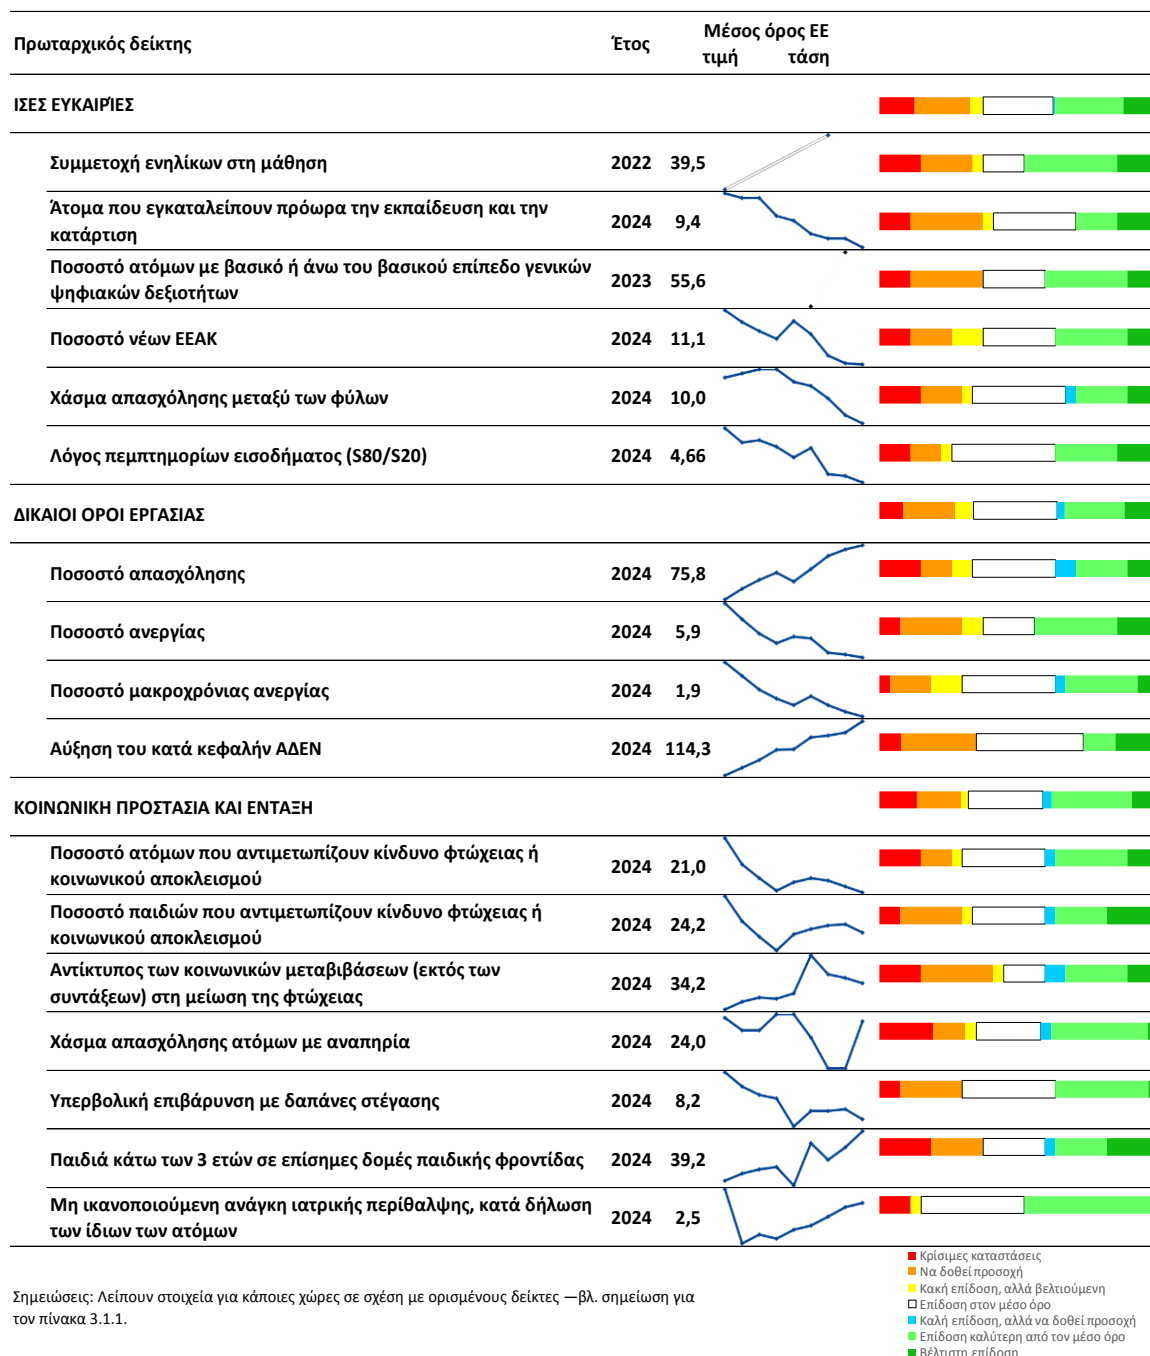 Πρωταρχικός δείκτης Έτος Μέσος όρος ΕΕ
τιμή τάση
ΙΣΕΣ ΕΥΚΑΙΡΊΕΣ
Συμμετοχή ενηλίκων στη μάθηση 2022 39,5
Άτομα που εγκαταλείπουν πρόωρα την εκπαίδευση και την
κατάρτιση 2024 9,4
Ποσοστό ατόμων με βασικό ή άνω του βασικού επίπεδο γενικών
ψηφιακών δεξιοτήτων 2023 55,6
Ποσοστό νέων ΕΕΑΚ 2024 11,1
Χάσμα απασχόλησης μεταξύ των φύλων 2024 10,0
Λόγος πεμπτημορίων εισοδήματος (S80/S20) 2024 4,66
ΔΙΚΑΙΟΙ ΟΡΟΙ ΕΡΓΑΣΙΑΣ
Ποσοστό απασχόλησης 2024 75,8
Ποσοστό ανεργίας 2024 5,9
Ποσοστό μακροχρόνιας ανεργίας 2024 1,9
Αύξηση του κατά κεφαλήν ΑΔΕΝ 2024 114,3
ΚΟΙΝΩΝΙΚΗ ΠΡΟΣΤΑΣΙΑ ΚΑΙ ΕΝΤΑΞΗ
Ποσοστό ατόμων που αντιμετωπίζουν κίνδυνο φτώχειας ή
κοινωνικού αποκλεισμού 2024 21,0
Ποσοστό παιδιών που αντιμετωπίζουν κίνδυνο φτώχειας ή
κοινωνικού αποκλεισμού 2024 24,2
Αντίκτυπος των κοινωνικών μεταβιβάσεων (εκτός των
συντάξεων) στη μείωση της φτώχειας 2024 34,2
Χάσμα απασχόλησης ατόμων με αναπηρία 2024 24,0
Υπερβολική επιβάρυνση με δαπάνες στέγασης 2024 8,2
Παιδιά κάτω των 3 ετών σε επίσημες δομές παιδικής φροντίδας 2024 39,2
Μη ικανοποιούμενη ανάγκη ιατρικής περίθαλψης, κατά δήλωση
των ίδιων των ατόμων 2024 2,5
Κρίσιμες καταστάσεις
Να δοθεί προσοχή
Κακή επίδοση, αλλά βελτιούμενη
Επίδοση στον μέσο όρο
Καλή επίδοση, αλλά να δοθεί προσοχή
Επίδοση καλύτερη από τον μέσο όρο
Βέλτιστη επίδοση
Σημειώσεις: Λείπουν στοιχεία για κάποιες χώρες σε σχέση με ορισμένους δείκτες —βλ. σημείωση για
τον πίνακα 3.1.1.